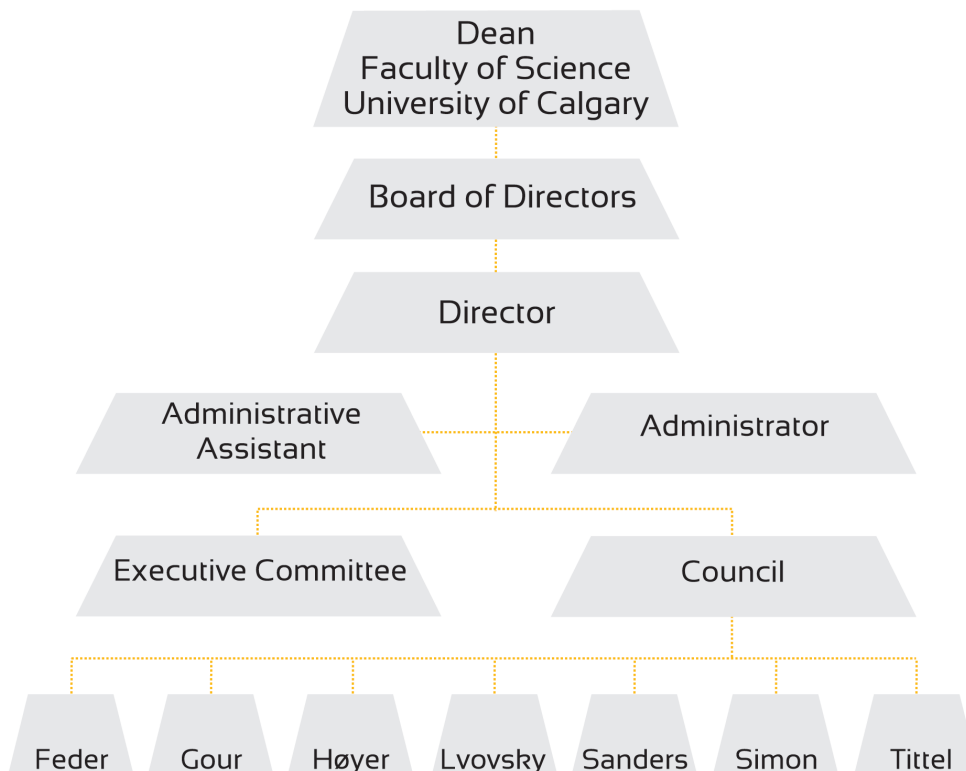 Dean
Faculty of Science
University of Calgary
Board of Directors
Director
Administrative
Assistant
Administrator
Executive Committee
Council
Feder
Gour
Høyer
Lvovsky
Sanders
Simon
Tittel